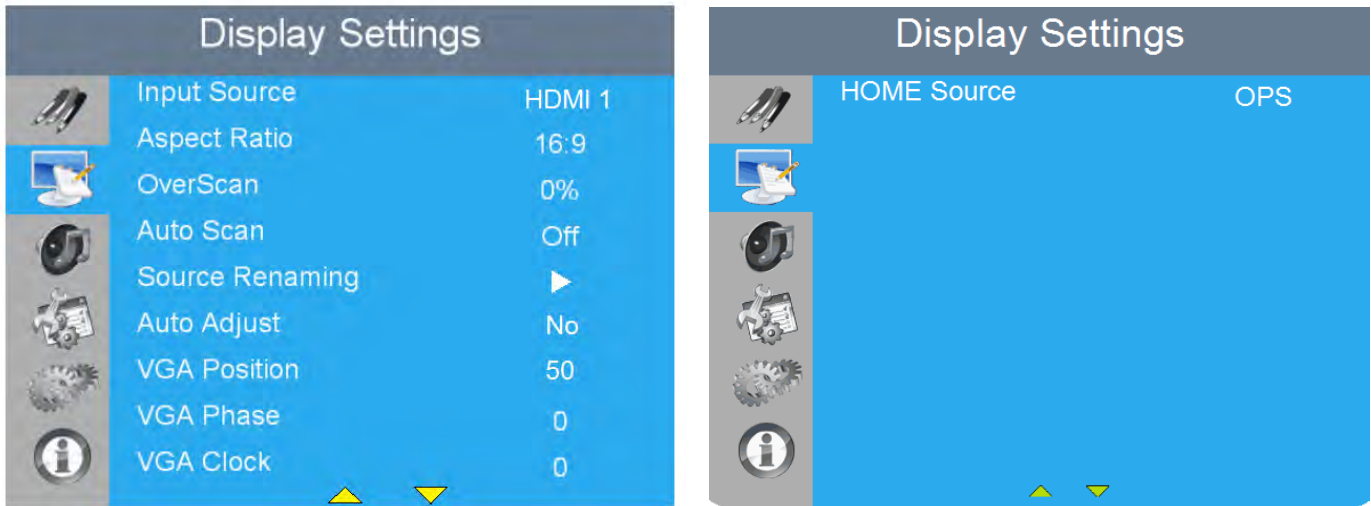 Display Settings
Input Source HDMI 1
Aspect Ratio 16:9
OverScan 0%
Auto Scan Off
Source Renaming
Auto Adjust No
VGA Position 50
VGA Phase 0
VGA Clock 0
Display Settings
HOME Source OPS